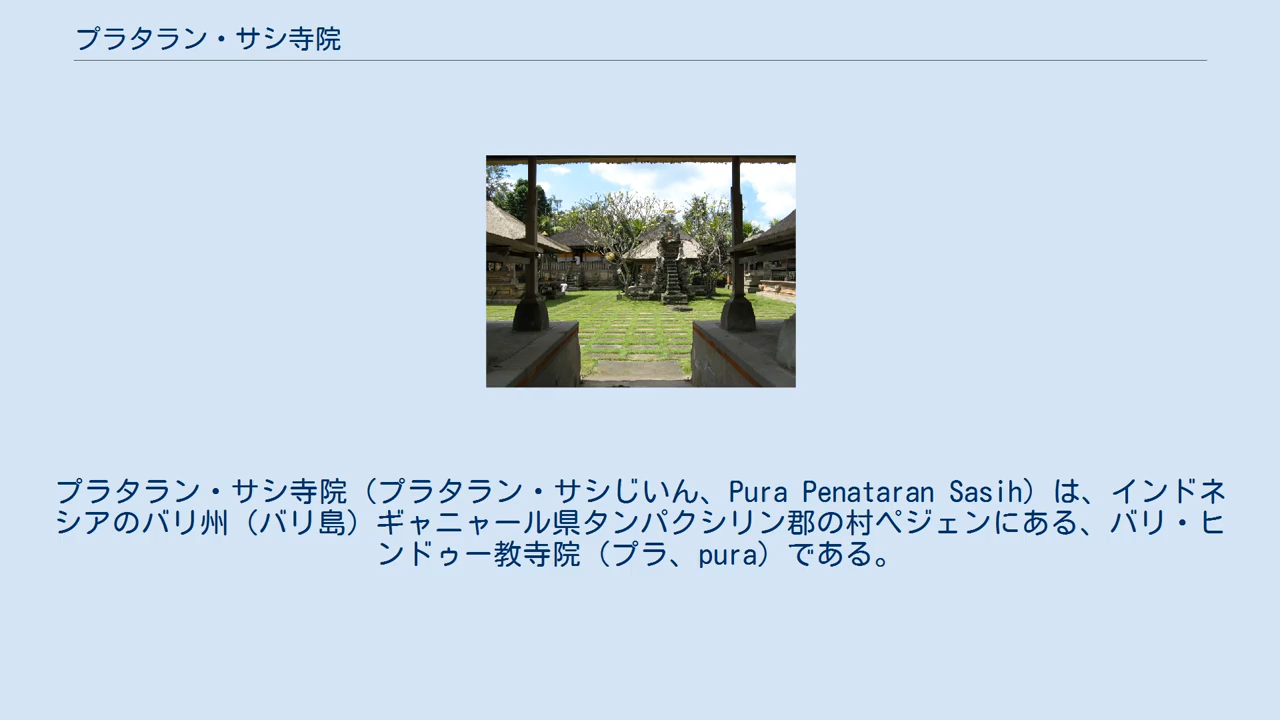 プラタラン・サシ寺院
プラタラン・サシ寺院（プラタラン・サシじいん、Pura Penataran Sasih）は、インドネ
シアのバリ州（バリ島）ギャニャール県タンパクシリン郡の村ペジェンにある、バリ・ヒ
ンドゥー教寺院（プラ、pura）である。